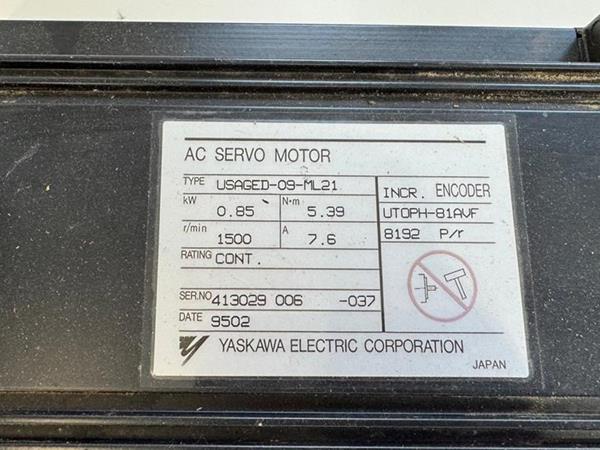 AC SERVO MOTOR
TYPE USAGED-09-ML21
kW 0.85 N·m 5.39
r/min 1500 A 7.6
RATING CONT.
SER.NO 413029 006 -037
DATE 9502
INCR. ENCODER
UTOPH-81AVF
8192 P/r
YASKAWA ELECTRIC CORPORATION
JAPAN